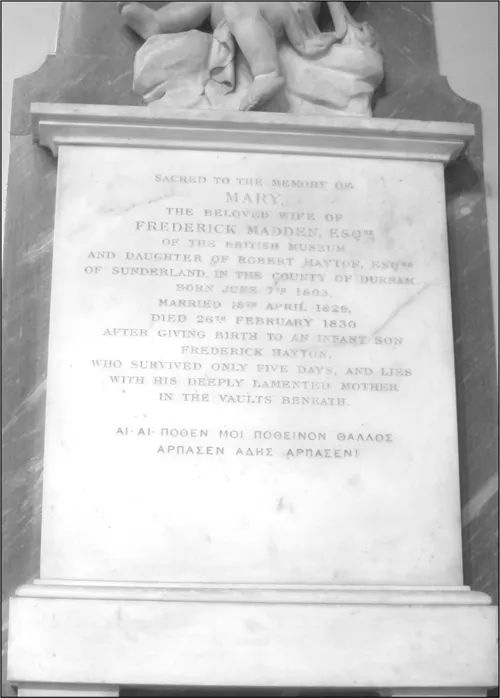 SACRED TO THE MEMORY OF
MARY,
THE BELOVED WIFE OF
FREDERICK MADDEN, ESQRE
OF THE BRITISH MUSEUM
AND DAUGHTER OF ROBERT HAYTON, ESQRE
OF SUNDERLAND, IN THE COUNTY OF DURHAM.
BORN JUNE 7TH 1803,
MARRIED 18TH APRIL 1829,
DIED 26TH FEBRUARY 1830
AFTER GIVING BIRTH TO AN INFANT SON
FREDERICK HAYTON,
WHO SURVIVED ONLY FIVE DAYS, AND LIES
WITH HIS DEEPLY LAMENTED MOTHER
IN THE VAULTS BENEATH.
ΑΙ· ΑΙ· ΠΟΘΕΝ ΜΟΙ ΠΟΘΕΙΝΟΝ ΘΑΛΛΟΣ
ΑΡΠΑΣΕΝ ΑΔΗΣ ΑΡΠΑΣΕΝ!